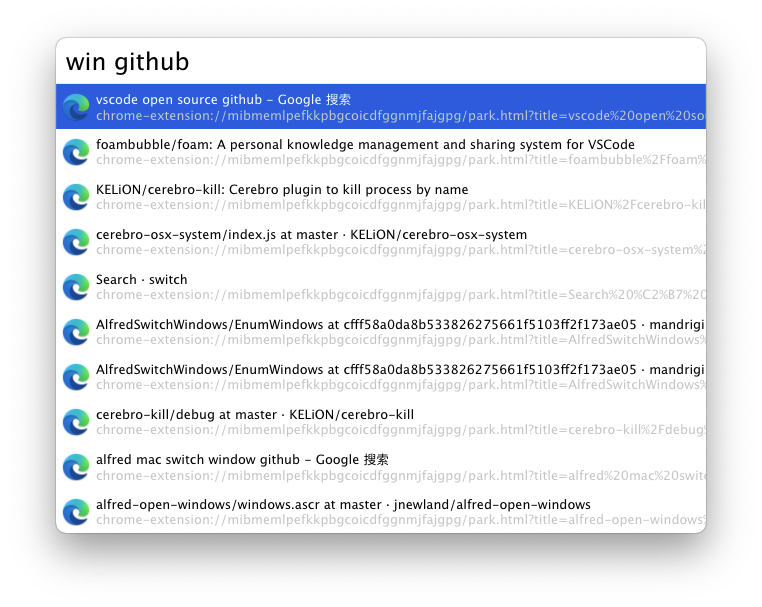 win github
vscode open source github – Google 搜索
chrome-extension://mibmemlpefkkpbgcoicdfggnmjfajgpg/park.html?title=vscode%20open%20sou
foambubble/foam: A personal knowledge management and sharing system for VSCode
chrome-extension://mibmemlpefkkpbgcoicdfggnmjfajgpg/park.html?title=foambubble%2Ffoam%
KELiON/cerebro-kill: Cerebro plugin to kill process by name
chrome-extension://mibmemlpefkkpbgcoicdfggnmjfajgpg/park.html?title=KELiON%2Fcerebro-kil
cerebro-osx-system/index.js at master · KELiON/cerebro-osx-system
chrome-extension://mibmemlpefkkpbgcoicdfggnmjfajgpg/park.html?title=cerebro-osx-system%2
Search · switch
chrome-extension://mibmemlpefkkpbgcoicdfggnmjfajgpg/park.html?title=Search%20%C2%B7%20
AlfredSwitchWindows/EnumWindows at cfff58a0da8b533826275661f5103ff2f173ae05 · mandrigi
chrome-extension://mibmemlpefkkpbgcoicdfggnmjfajgpg/park.html?title=AlfredSwitchWindows%
AlfredSwitchWindows/EnumWindows at cfff58a0da8b533826275661f5103ff2f173ae05 · mandrigi
chrome-extension://mibmemlpefkkpbgcoicdfggnmjfajgpg/park.html?title=AlfredSwitchWindows%
cerebro-kill/debug at master · KELiON/cerebro-kill
chrome-extension://mibmemlpefkkpbgcoicdfggnmjfajgpg/park.html?title=cerebro-kill%2Fdebug%
alfred mac switch window github – Google 搜索
chrome-extension://mibmemlpefkkpbgcoicdfggnmjfajgpg/park.html?title=alfred%20mac%20switc
alfred-open-windows/windows.ascr at master · jnewland/alfred-open-windows
chrome-extension://mibmemlpefkkpbgcoicdfggnmjfajgpg/park.html?title=alfred-open-windows%